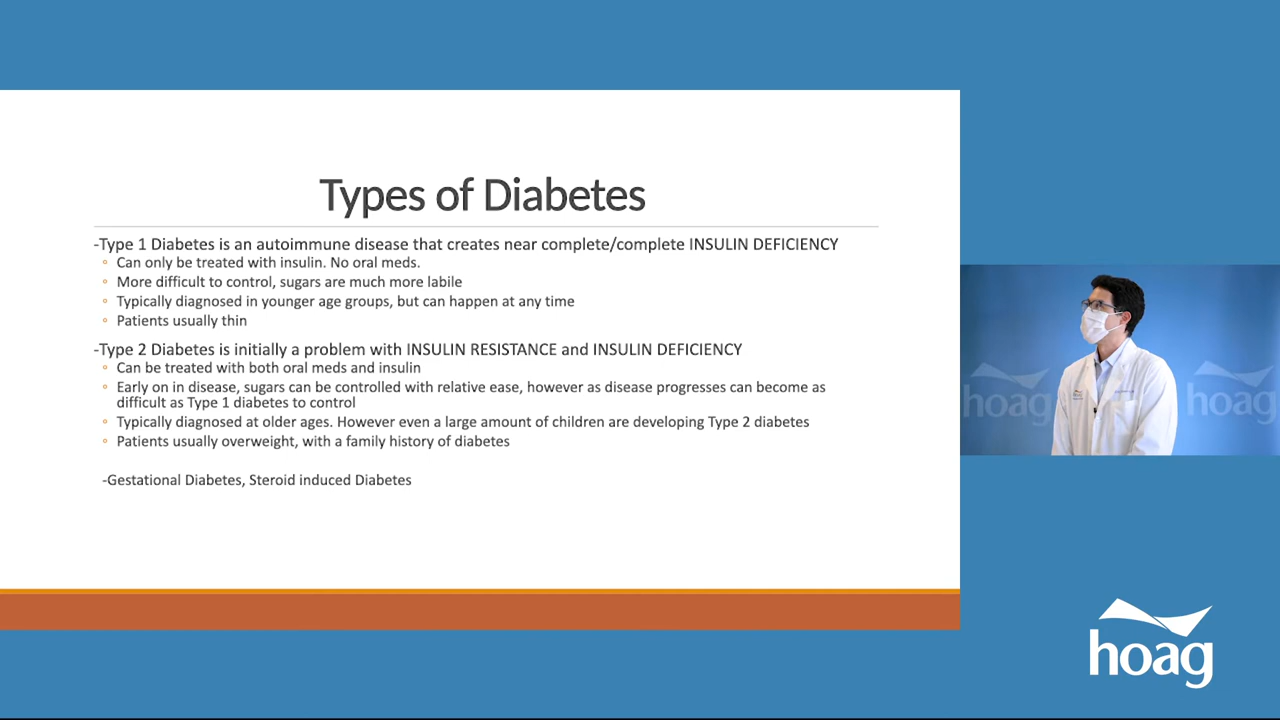 Types of Diabetes
-Type 1 Diabetes is an autoimmune disease that creates near complete/complete INSULIN DEFICIENCY
Can only be treated with insulin. No oral meds.
More difficult to control, sugars are much more labile
Typically diagnosed in younger age groups, but can happen at any time
Patients usually thin
-Type 2 Diabetes is initially a problem with INSULIN RESISTANCE and INSULIN DEFICIENCY
Can be treated with both oral meds and insulin
Early on in disease, sugars can be controlled with relative ease, however as disease progresses can become as
difficult as Type 1 diabetes to control
Typically diagnosed at older ages. However even a large amount of children are developing Type 2 diabetes
Patients usually overweight, with a family history of diabetes
-Gestational Diabetes, Steroid induced Diabetes
hoag
hoag
hoag